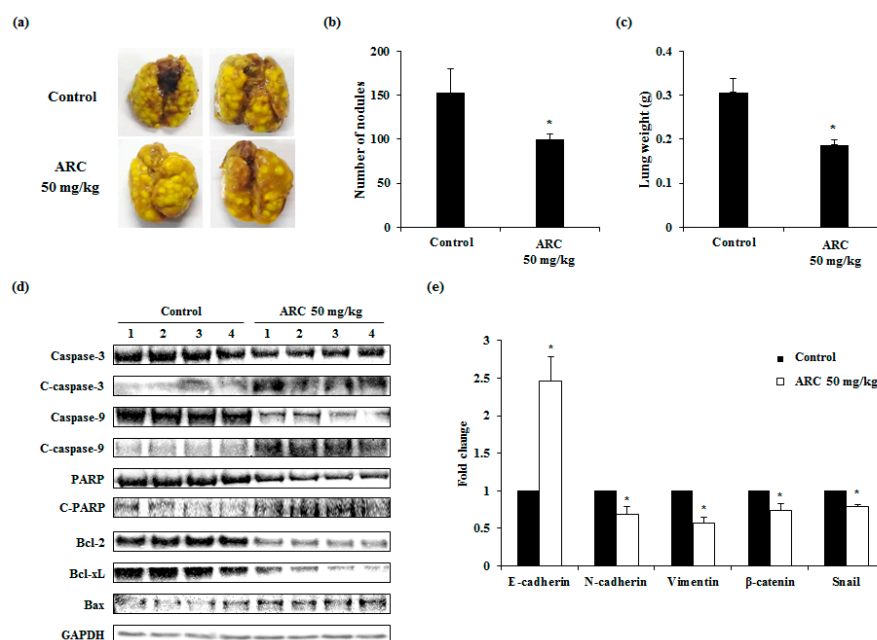 (a)
Control
ARC
50 mg/kg
(b)
Number of nodules
200
150
100
50
0
*
Control
ARC
50 mg/kg
(c)
Lung weight (g)
0.4
0.3
0.2
0.1
0
*
Control
ARC
50 mg/kg
(d)
Control ARC 50 mg/kg
1 2 3 4 1 2 3 4
Caspase-3
C-caspase-3
Caspase-9
C-caspase-9
PARP
C-PARP
Bcl-2
Bcl-xL
Bax
GAPDH
(e)
Fold change
3
2.5
2
1.5
1
0.5
0
* * * * *
Control
ARC 50 mg/kg
E-cadherin N-cadherin Vimentin β-catenin Snail